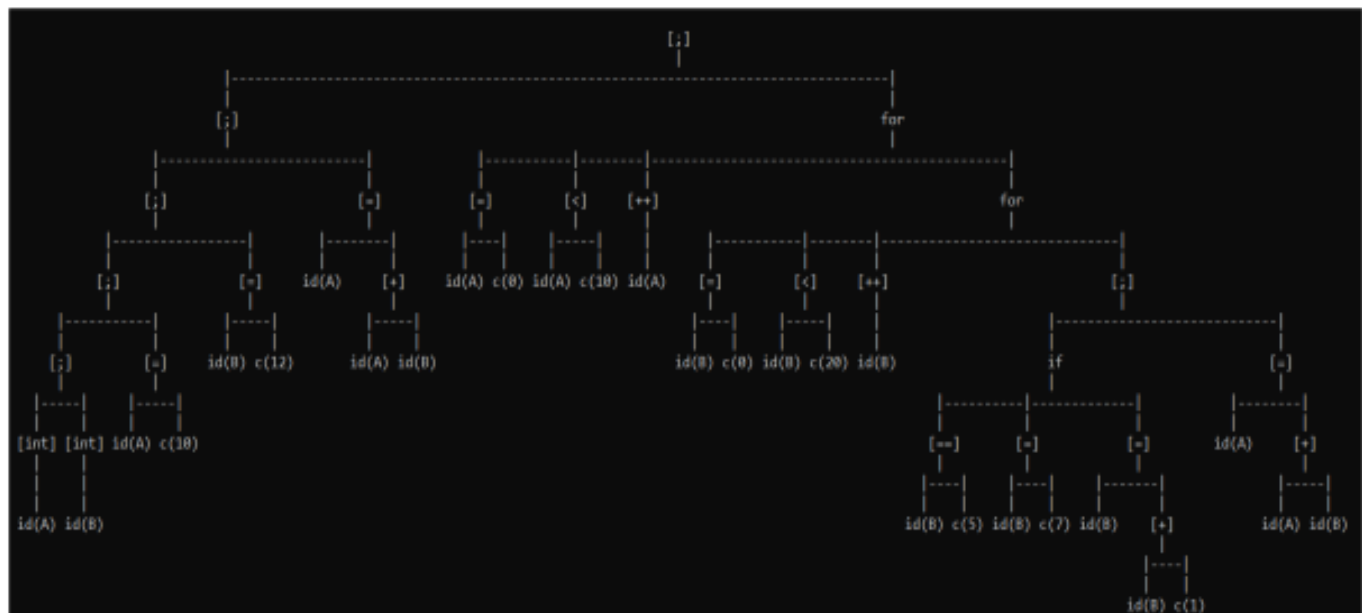 [;]
[;] for
[;] [=] [=] [<] [++] for
[;] [=] id(A) [+] id(A) c(0) id(A) c(10) id(A) [=] [<] [++] [;]
[;] [=] id(B) c(12) id(A) id(B) id(B) c(0) id(B) c(20) id(B) if [=]
[int] [int] id(A) c(10) [==] [=] [=] id(A) [+]
id(A) id(B) id(B) c(5) id(B) c(7) id(B) [+] id(A) id(B)
id(B) c(1)